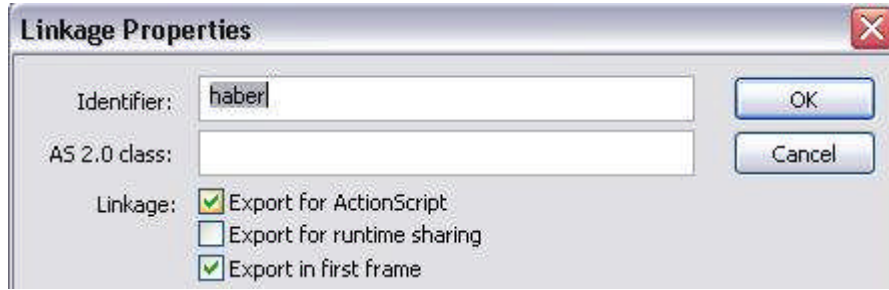 Linkage Properties
Identifier: haber OK
AS 2.0 class: Cancel
Linkage: Export for ActionScript
Export for runtime sharing
Export in first frame